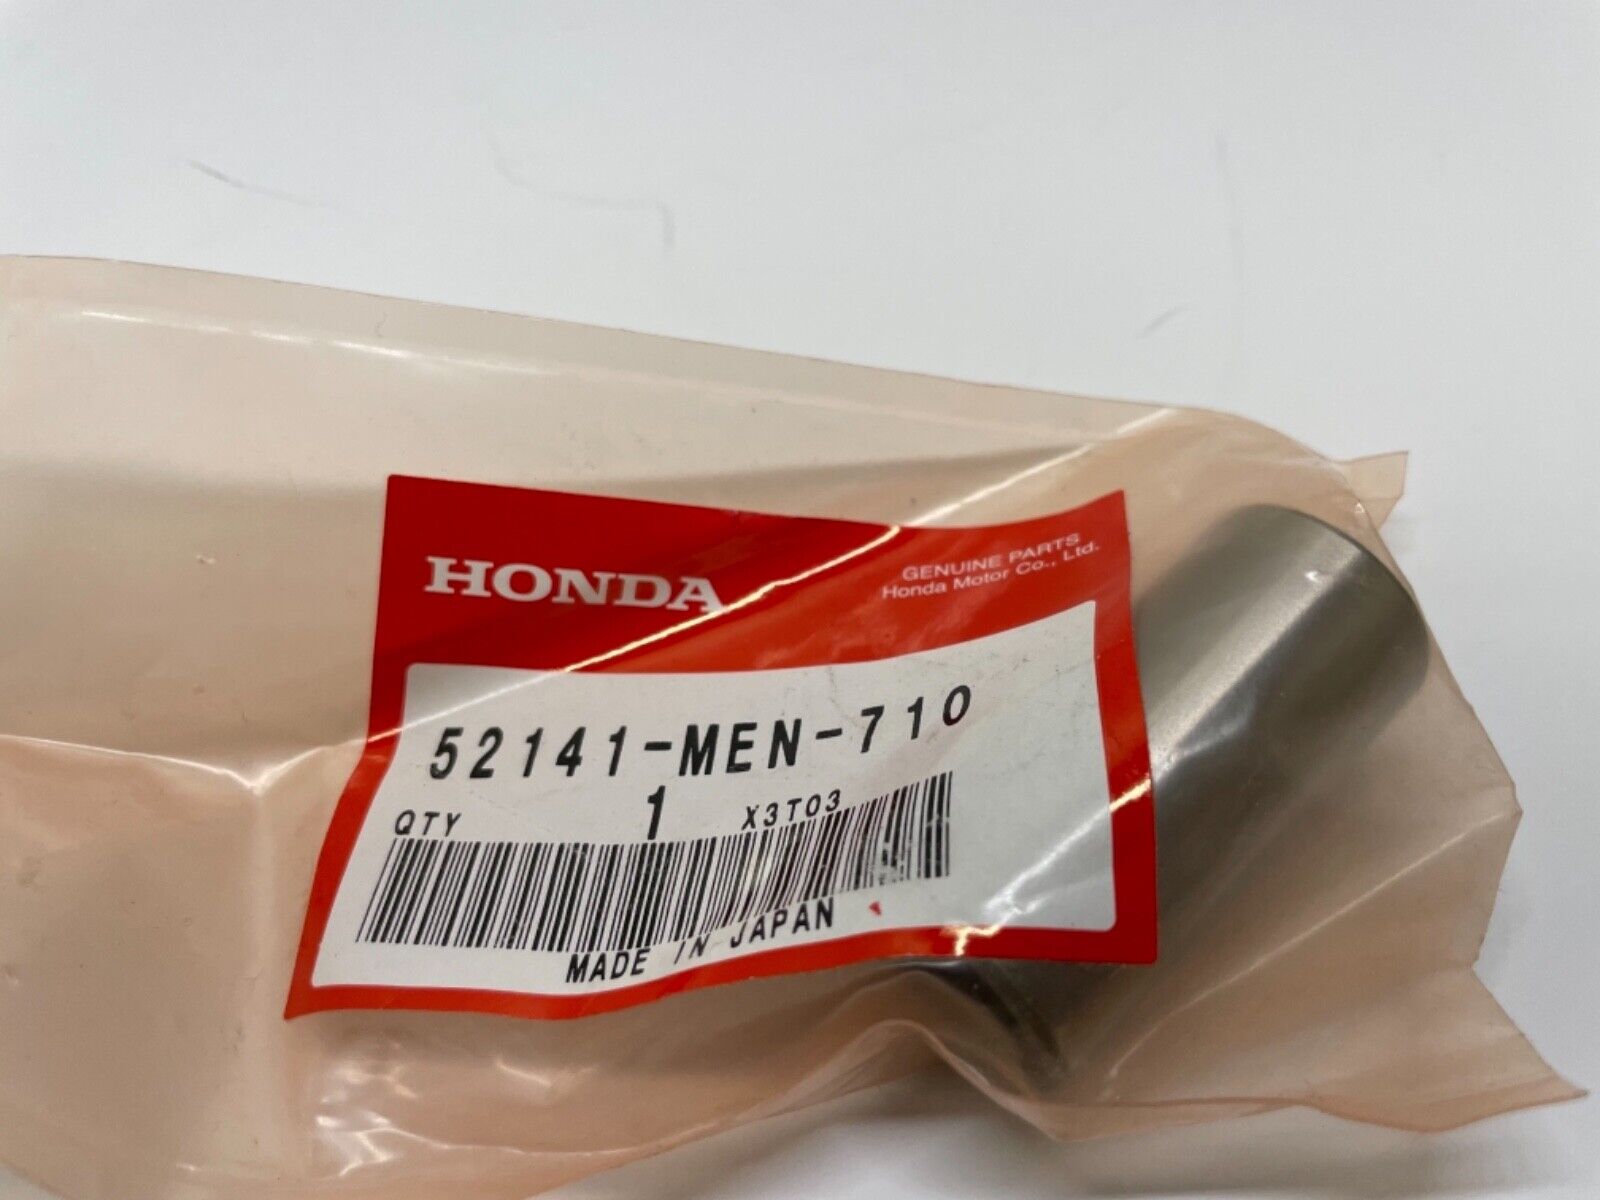 HONDA
GENUINE PARTS
Honda Motor Co., Ltd.
52141-MEN-710
QTY 1 X3T03
MADE IN JAPAN